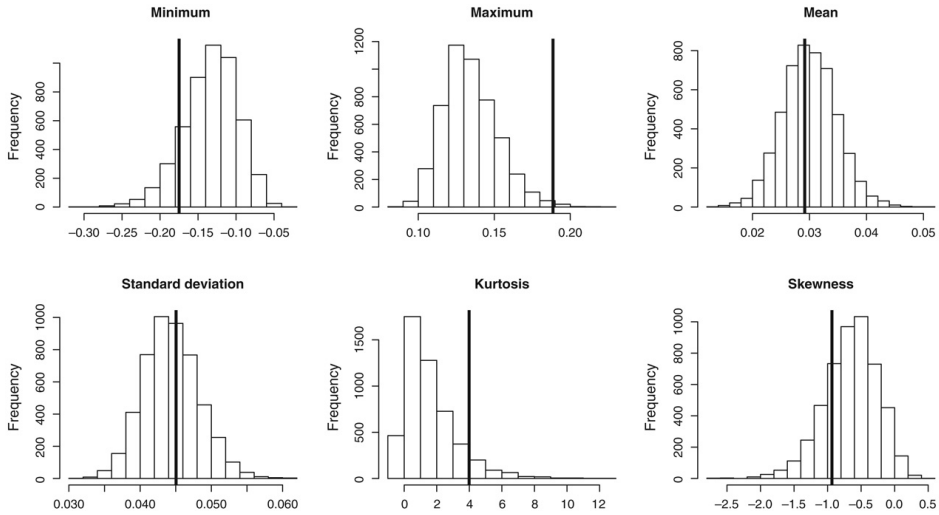 Minimum
Maximum
Mean
Frequency
0 200 400 600 800
−0.30 −0.25 −0.20 −0.15 −0.10 −0.05
Frequency
0 200 400 600 800 1200
0.10 0.15 0.20
Frequency
0 200 400 600 800
0.02 0.03 0.04 0.05
Standard deviation
Kurtosis
Skewness
Frequency
0 200 400 600 800 1000
0.030 0.040 0.050 0.060
Frequency
0 500 1000 1500
0 2 4 6 8 10 12
Frequency
0 200 400 600 800 1000
−2.5 −2.0 −1.5 −1.0 −0.5 0.0 0.5